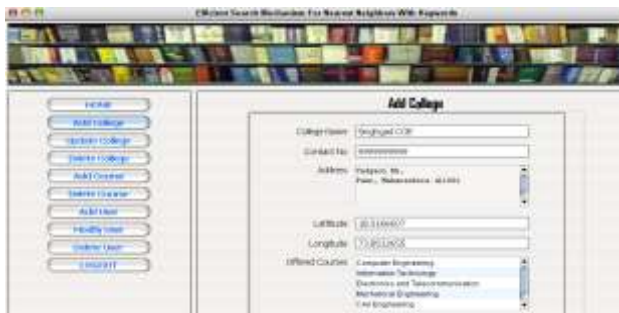 Efficient Search Mechanism For Nearest Neighbors With Keywords
HOME
Add College
Update College
Delete College
Add Course
Delete Course
Add User
Modify User
Delete User
LOGOUT
Add College
College Name
Contact No
Address
Pune, Maharashtra
Latitude
Longitude
Offered Courses
Computer Engineering
Information Technology
Electronics and Telecommunication
Mechanical Engineering
Civil Engineering